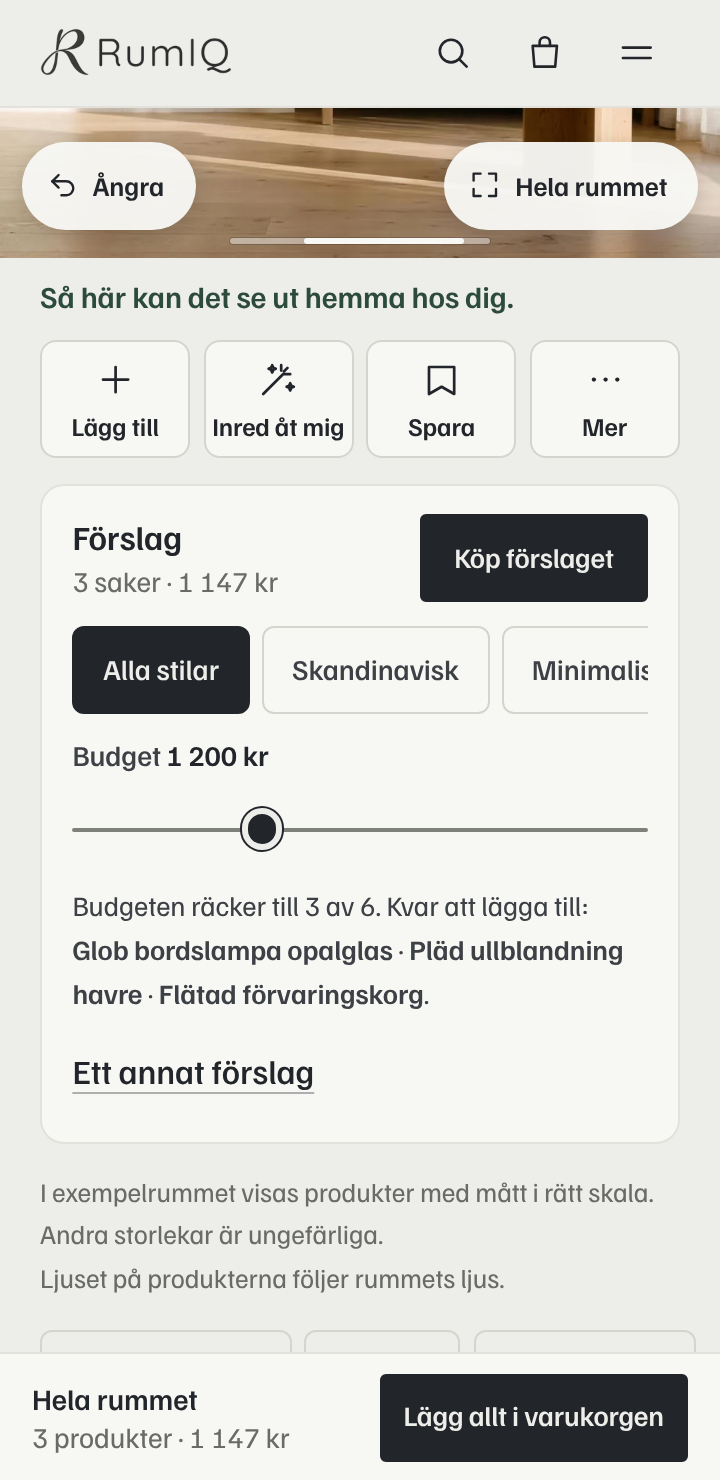 RumIQ
Ångra
Hela rummet
Så här kan det se ut hemma hos dig.
Lägg till
Inred åt mig
Spara
Mer
Förslag
3 saker · 1 147 kr
Köp förslaget
Alla stilar
Skandinavisk
Minimalis
Budget 1 200 kr
Budgeten räcker till 3 av 6. Kvar att lägga till:
Glob bordslampa opalglas · Pläd ullblandning
havre · Flätad förvaringskorg.
Ett annat förslag
I exempelrummet visas produkter med mått i rätt skala.
Andra storlekar är ungefärliga.
Ljuset på produkterna följer rummets ljus.
Hela rummet
3 produkter · 1 147 kr
Lägg allt i varukorgen